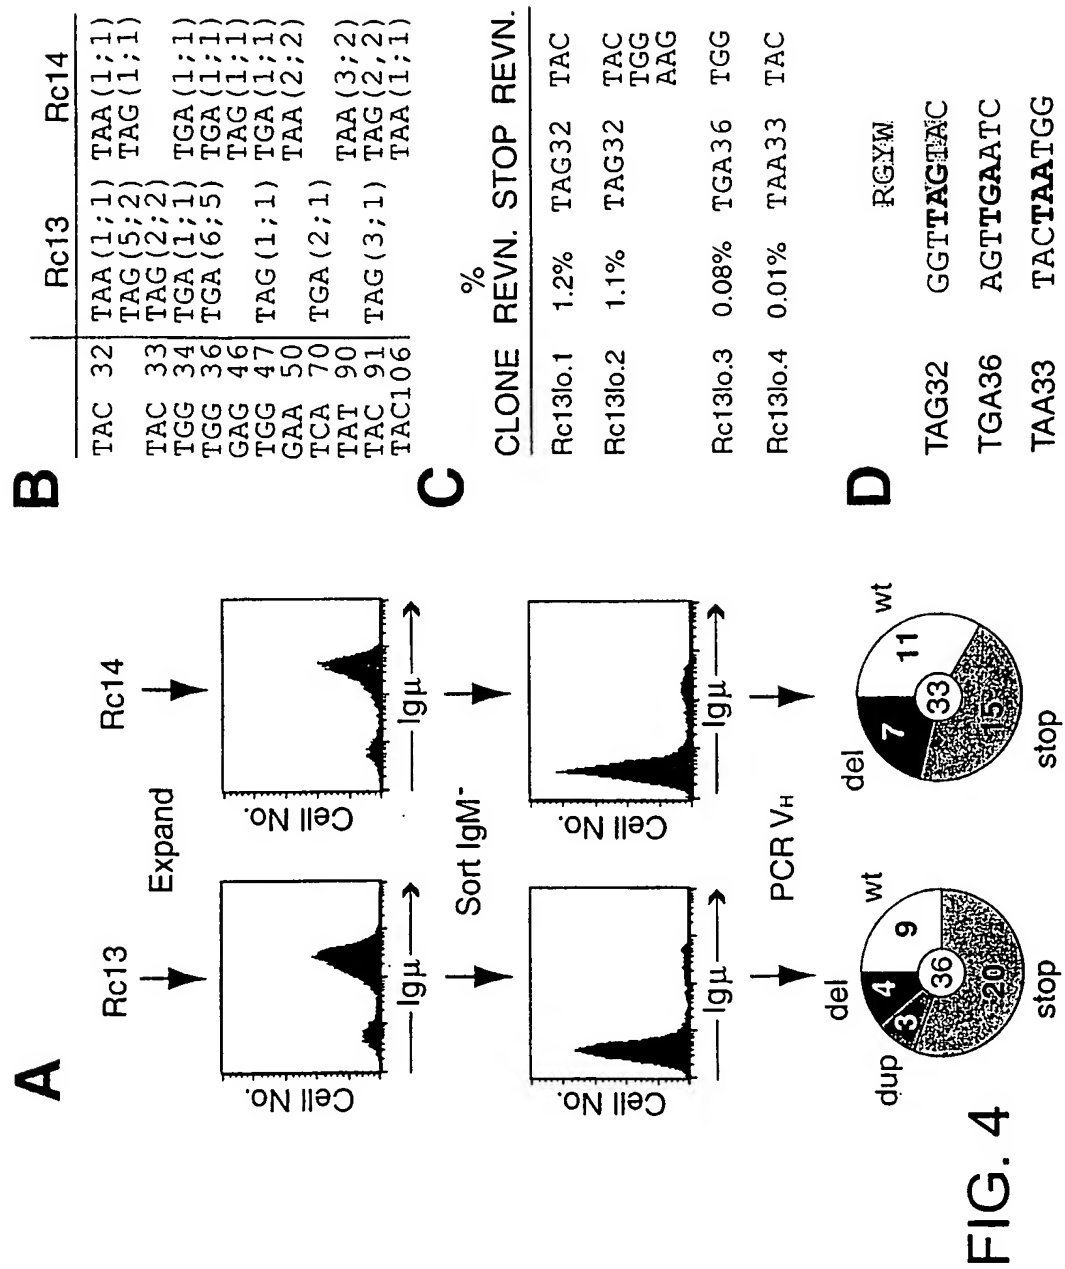 A
Rc13
Rc14
Expand
Cell No.
Igµ
Cell No.
Igµ
Sort IgM-
Cell No.
Igµ
Cell No.
Igµ
PCR VH
del
dup
wt
4
3
9
36
20
stop
del
wt
7
11
33
15
stop
B
Rc13 Rc14
TAC 32 TAA(1;1) TAA(1;1)
TAG(5;2) TAG(1;1)
TAC 33 TAG(2;2)
TGG 34 TGA(1;1) TGA(1;1)
TGG 36 TGA(6;5) TGA(1;1)
GAG 46 TAG(1;1)
TGG 47 TAG(1;1) TGA(1;1)
GAA 50 TAA(2;2)
TCA 70 TGA(2;1)
TAT 90 TAA(3;2)
TAC 91 TAG(3;1) TAG(2,2)
TAC106 TAA(1;1)
C
%
CLONE REVN. STOP REVN.
Rc13lo.1 1.2% TAG32 TAC
Rc13lo.2 1.1% TAG32 TAC
TGG
AAG
Rc13lo.3 0.08% TGA36 TGG
Rc13lo.4 0.01% TAA33 TAC
D
RGYW
TAG32 GGTTAGTAC
TGA36 AGTTGAATC
TAA33 TACTAATGG
FIG. 4